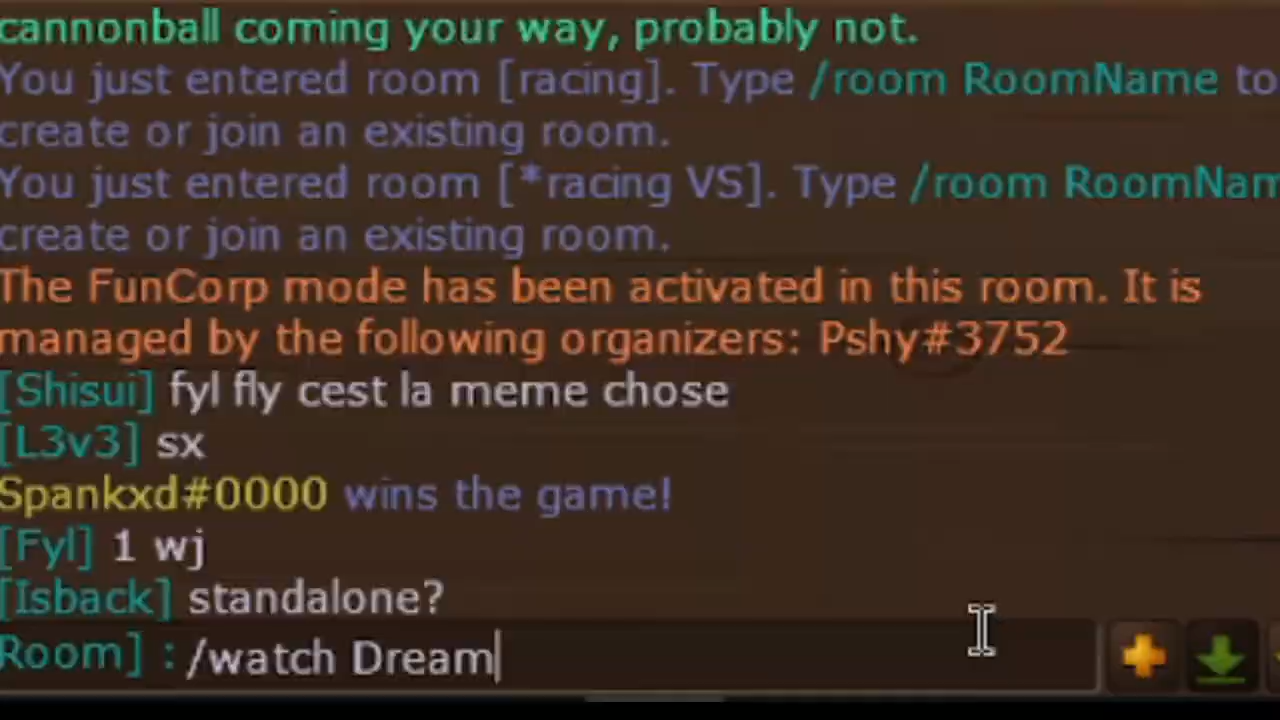 cannonball coming your way, probably not.
You just entered room [racing]. Type /room RoomName to
create or join an existing room.
You just entered room [*racing VS]. Type /room RoomNam
create or join an existing room.
The FunCorp mode has been activated in this room. It is
managed by the following organizers: Pshy#3752
[Shisui] fyl fly cest la meme chose
[L3v3] sx
Spankxd#0000 wins the game!
[Fyl] 1 wj
[Isback] standalone?
Room] : /watch Dream